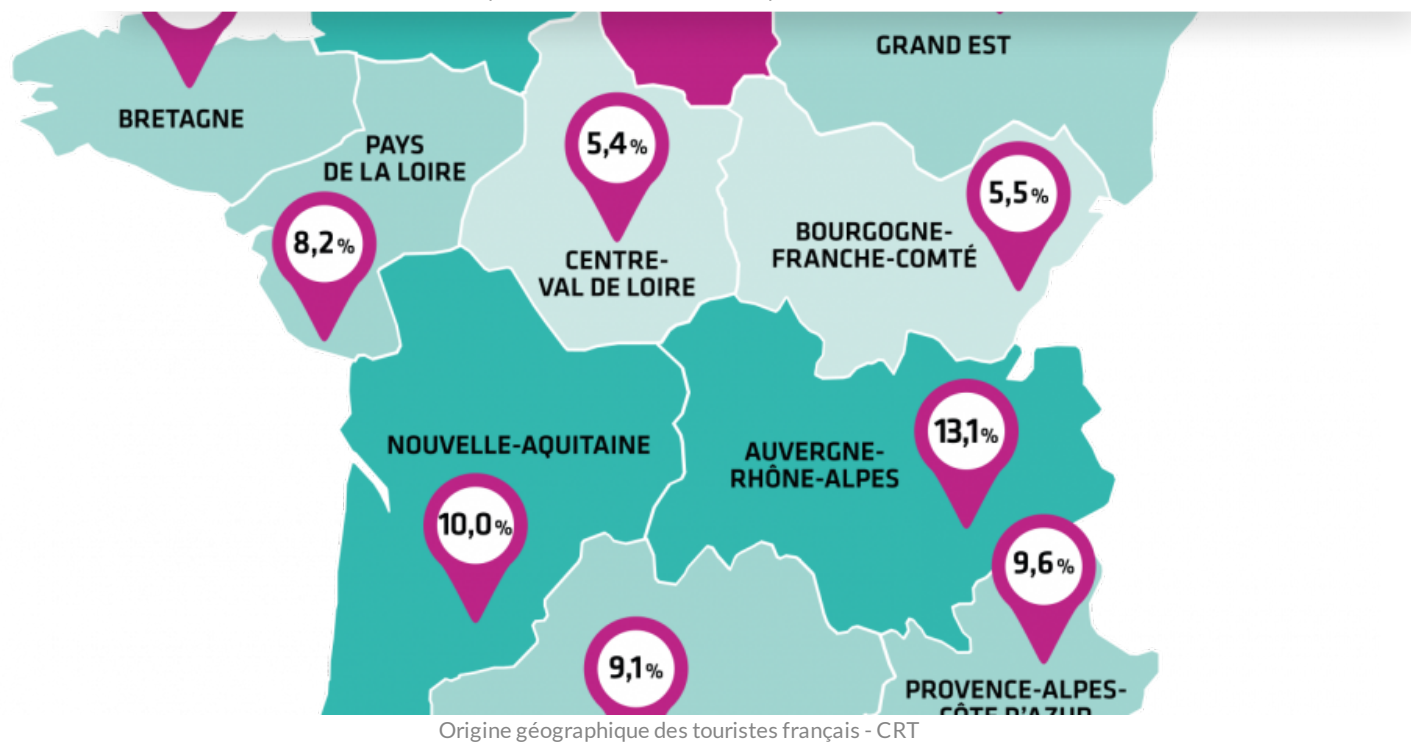 GRAND EST
BRETAGNE
PAYS
DE LA LOIRE
5,4%
5,5%
8,2%
BOURGOGNE-
FRANCHE-COMTÉ
CENTRE-
VAL DE LOIRE
13,1%
NOUVELLE-AQUITAINE
AUVERGNE-
RHÔNE-ALPES
10,0%
9,6%
9,1%
PROVENCE-ALPES-
CÔTE D'AZUR
Origine géographique des touristes français - CRT